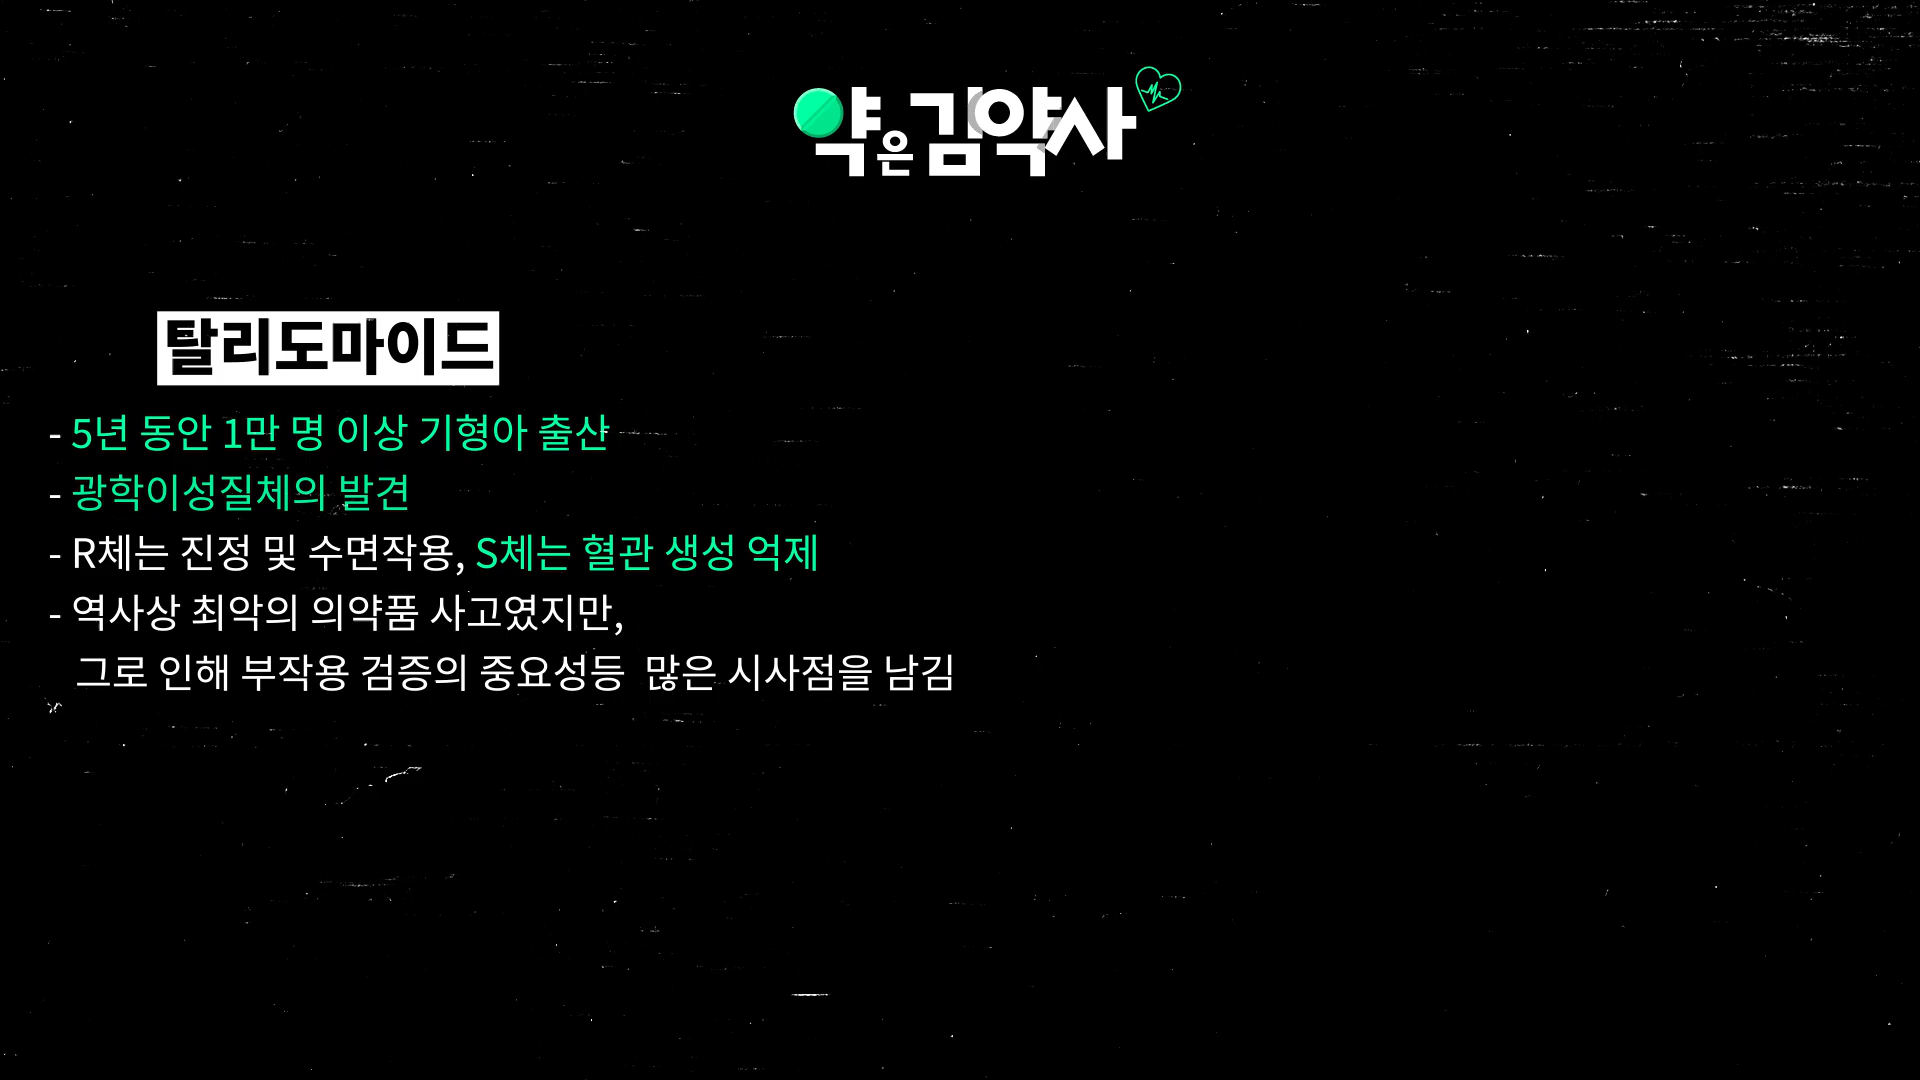 약은김약사
탈리도마이드
- 5년 동안 1만 명 이상 기형아 출산
- 광학이성질체의 발견
- R체는 진정 및 수면작용, S체는 혈관 생성 억제
- 역사상 최악의 의약품 사고였지만,
그로 인해 부작용 검증의 중요성등 많은 시사점을 남김